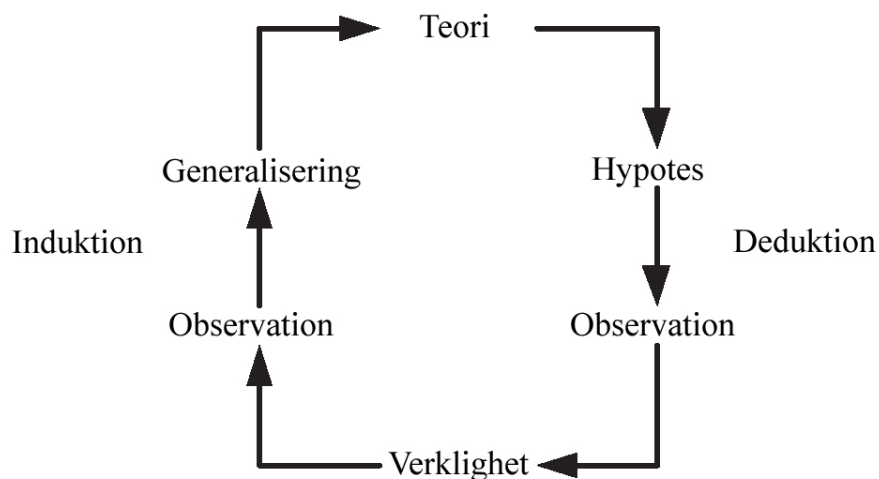 Teori
Generalisering
Hypotes
Induktion
Deduktion
Observation
Observation
Verklighet